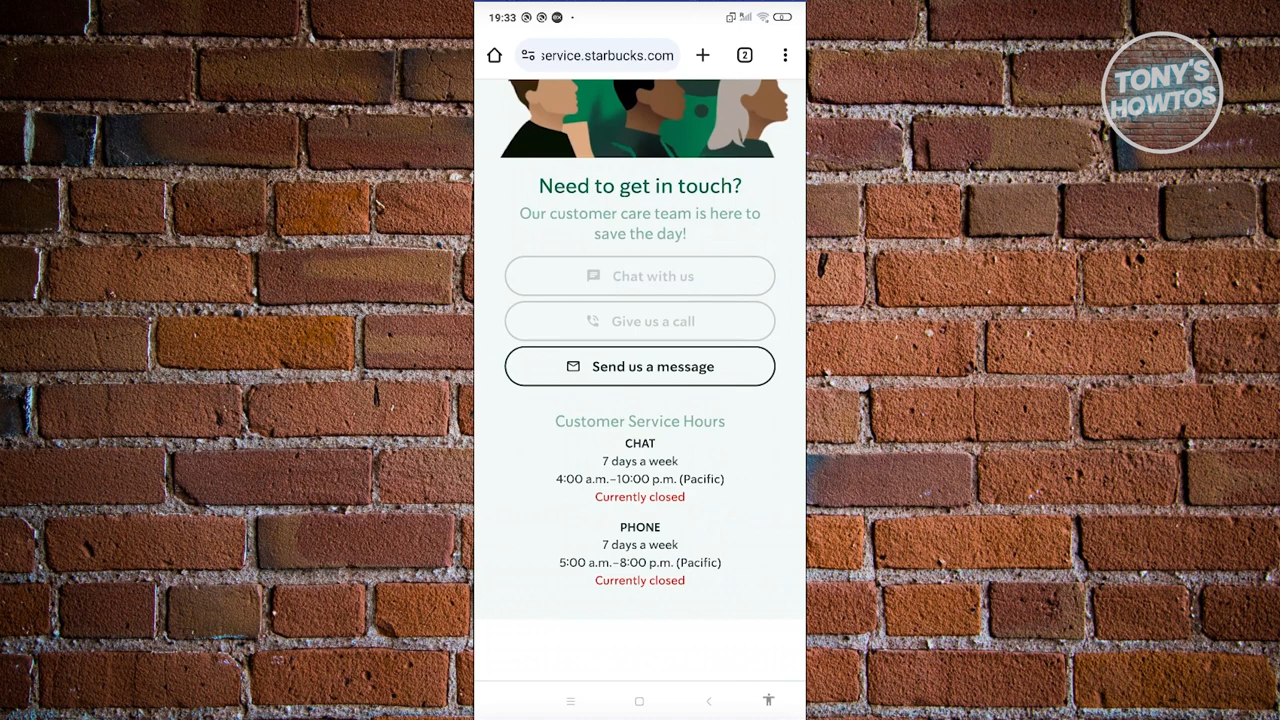 19:33
service.starbucks.com
2
TONY'S
HOWTOS
Need to get in touch?
Our customer care team is here to
save the day!
Chat with us
Give us a call
Send us a message
Customer Service Hours
CHAT
7 days a week
4:00 a.m.–10:00 p.m. (Pacific)
Currently closed
PHONE
7 days a week
5:00 a.m.–8:00 p.m. (Pacific)
Currently closed